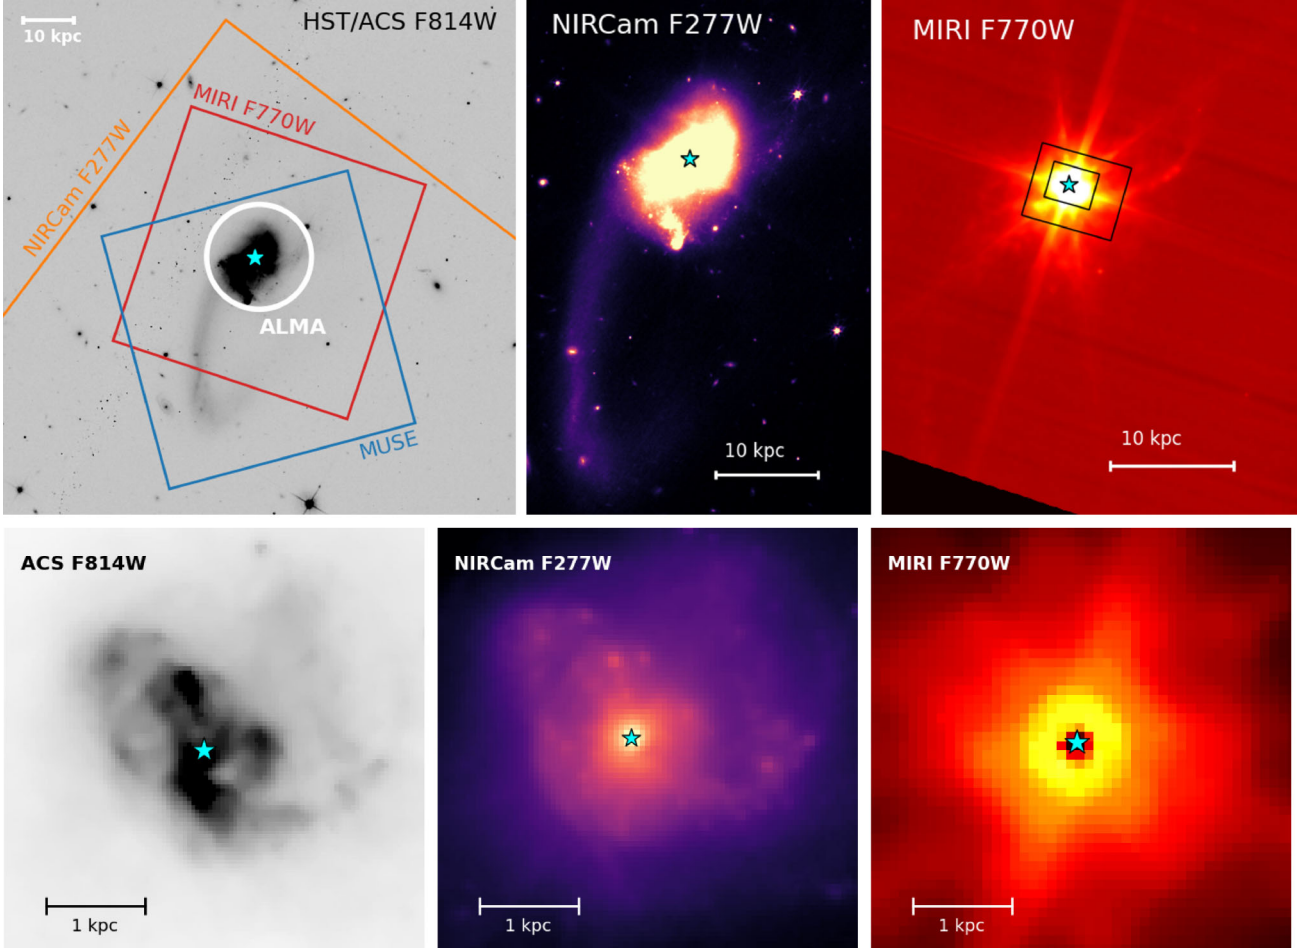 HST/ACS F814W
10 kpc
NIRCam F277W
MIRI F770W
ALMA
MUSE
NIRCam F277W
10 kpc
MIRI F770W
10 kpc
ACS F814W
1 kpc
NIRCam F277W
1 kpc
MIRI F770W
1 kpc